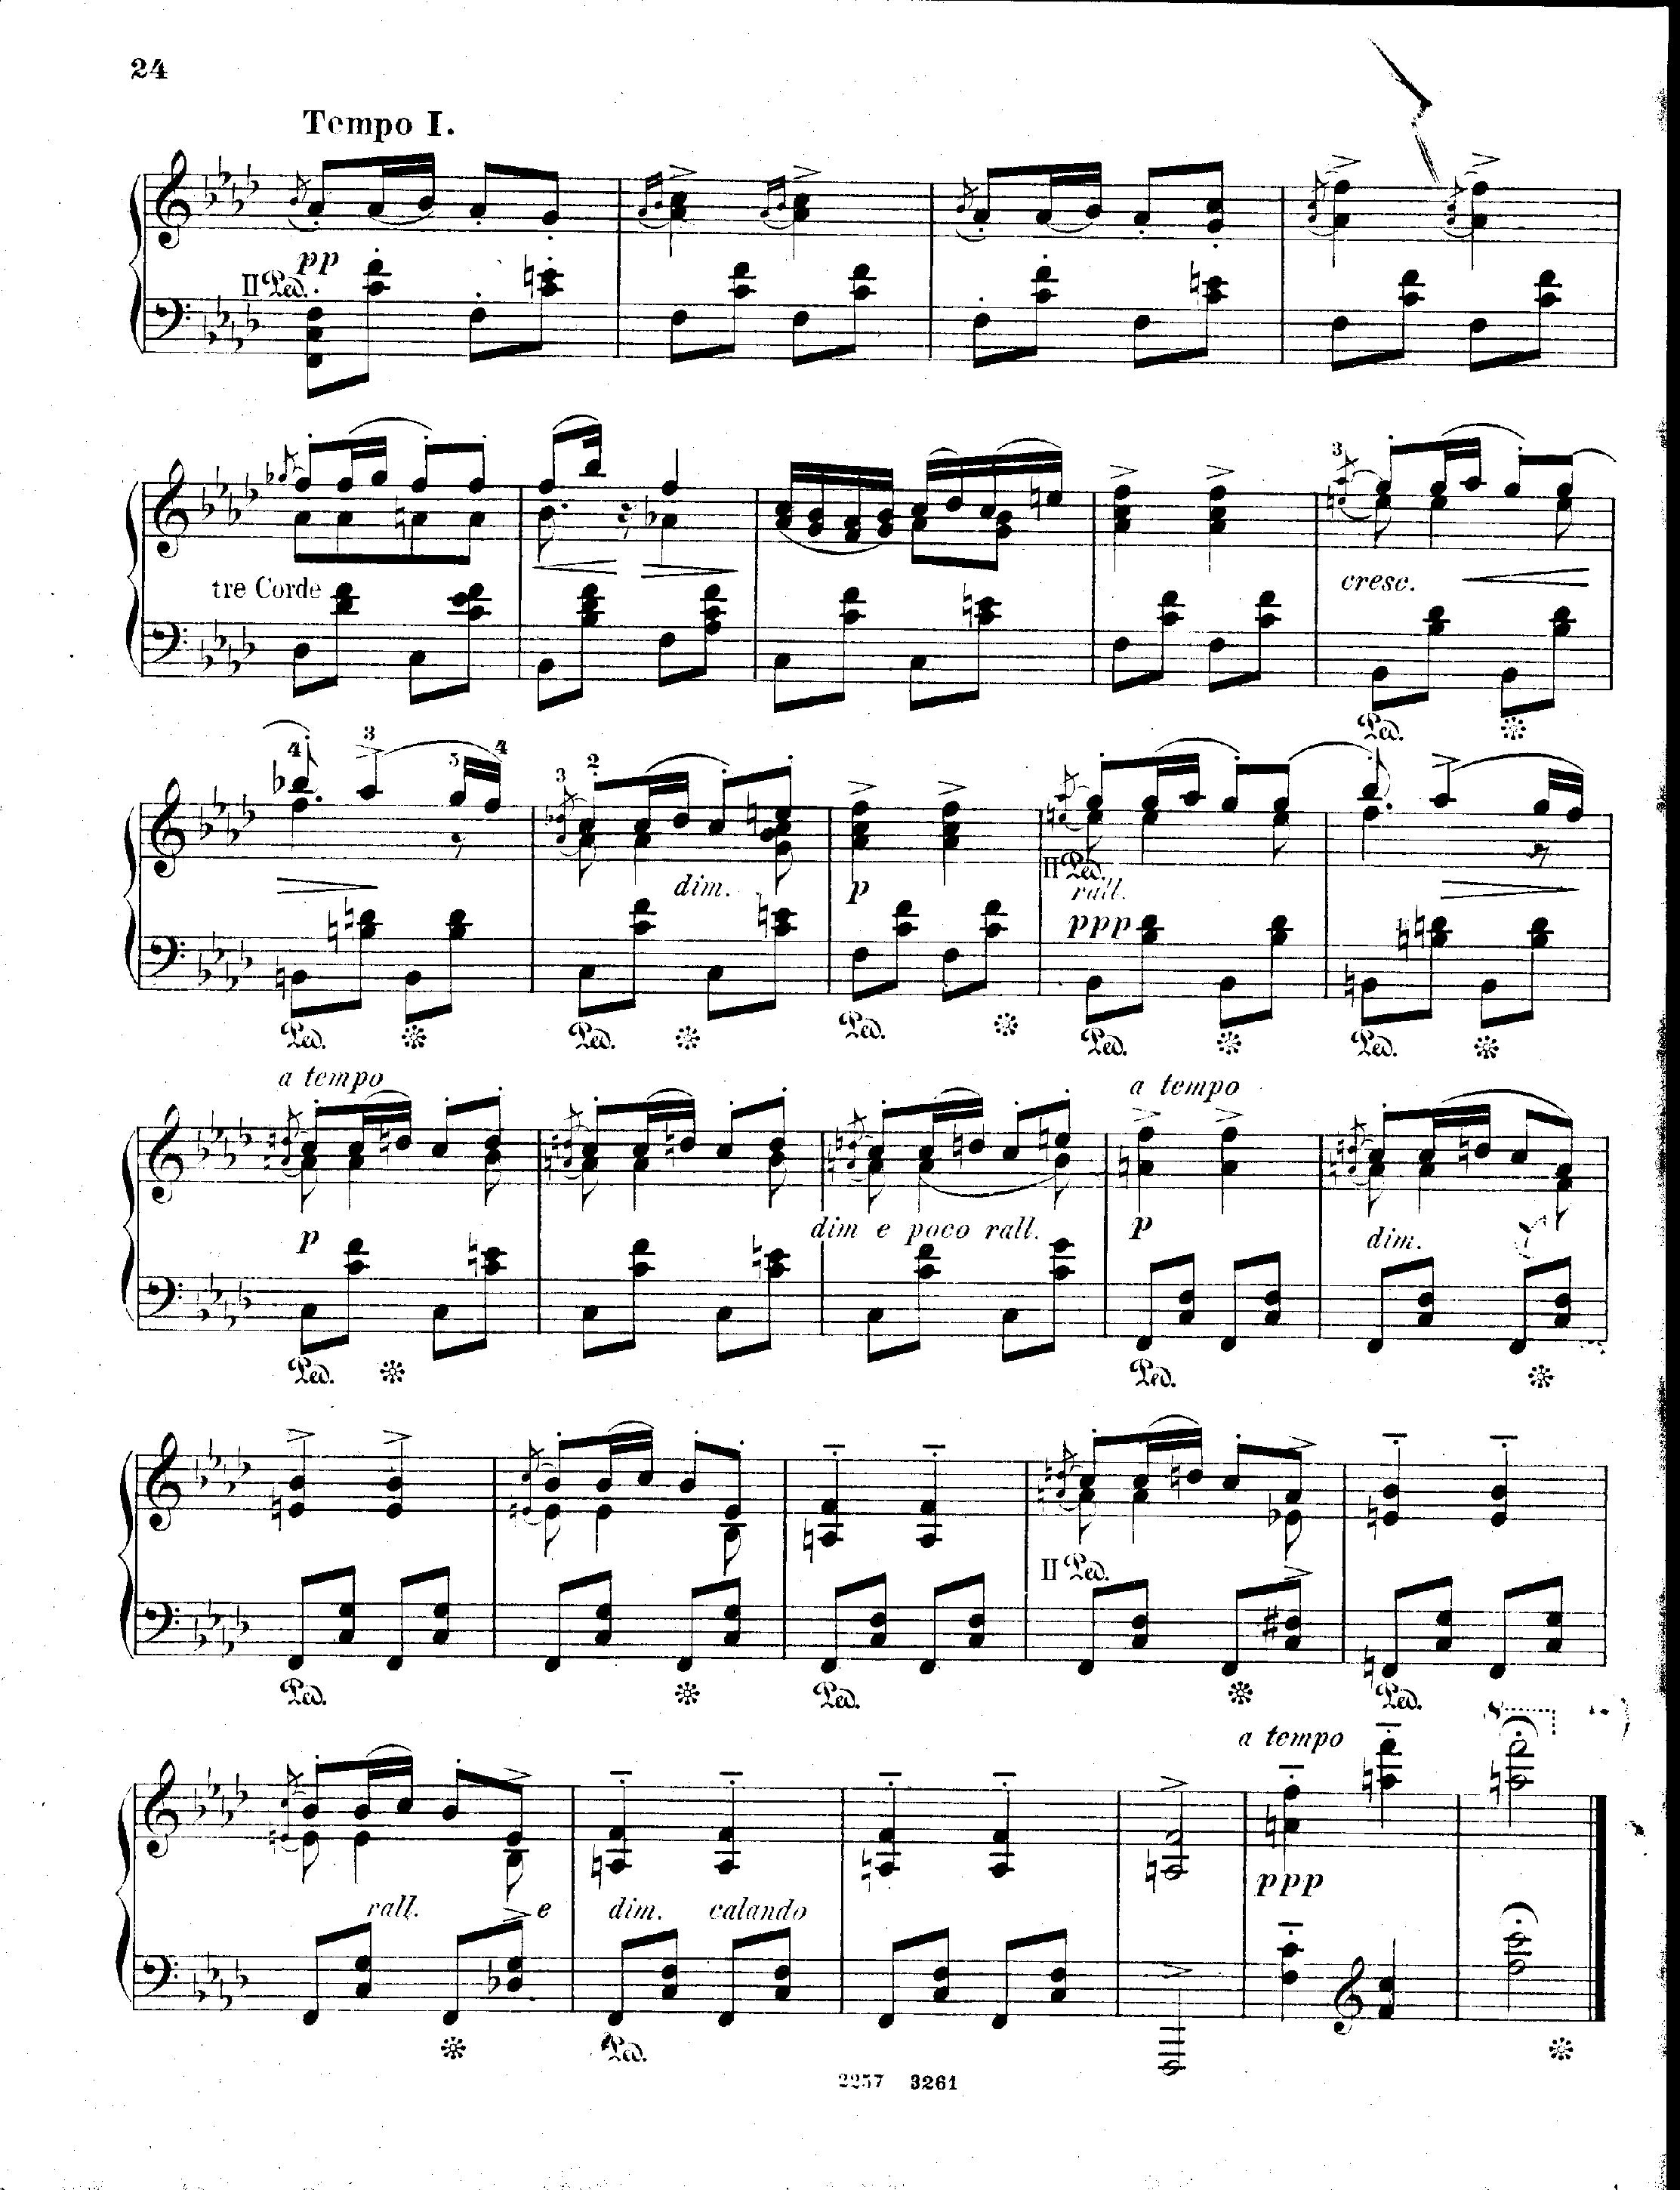 24
Tempo I.
pp
II Ped.
tre Corde
3
cresc.
Ped.
4 3 5 4 3 2
dim.
p
II Ped.
rall.
ppp
Ped. Ped. Ped. Ped. Ped.
a tempo a tempo
p
dim e poco rall.
p
dim.
Ped. Ped.
II Ped.
Ped. Ped. Ped.
8
a tempo
ppp
rall. e dim. calando
Ped.
2257 3261